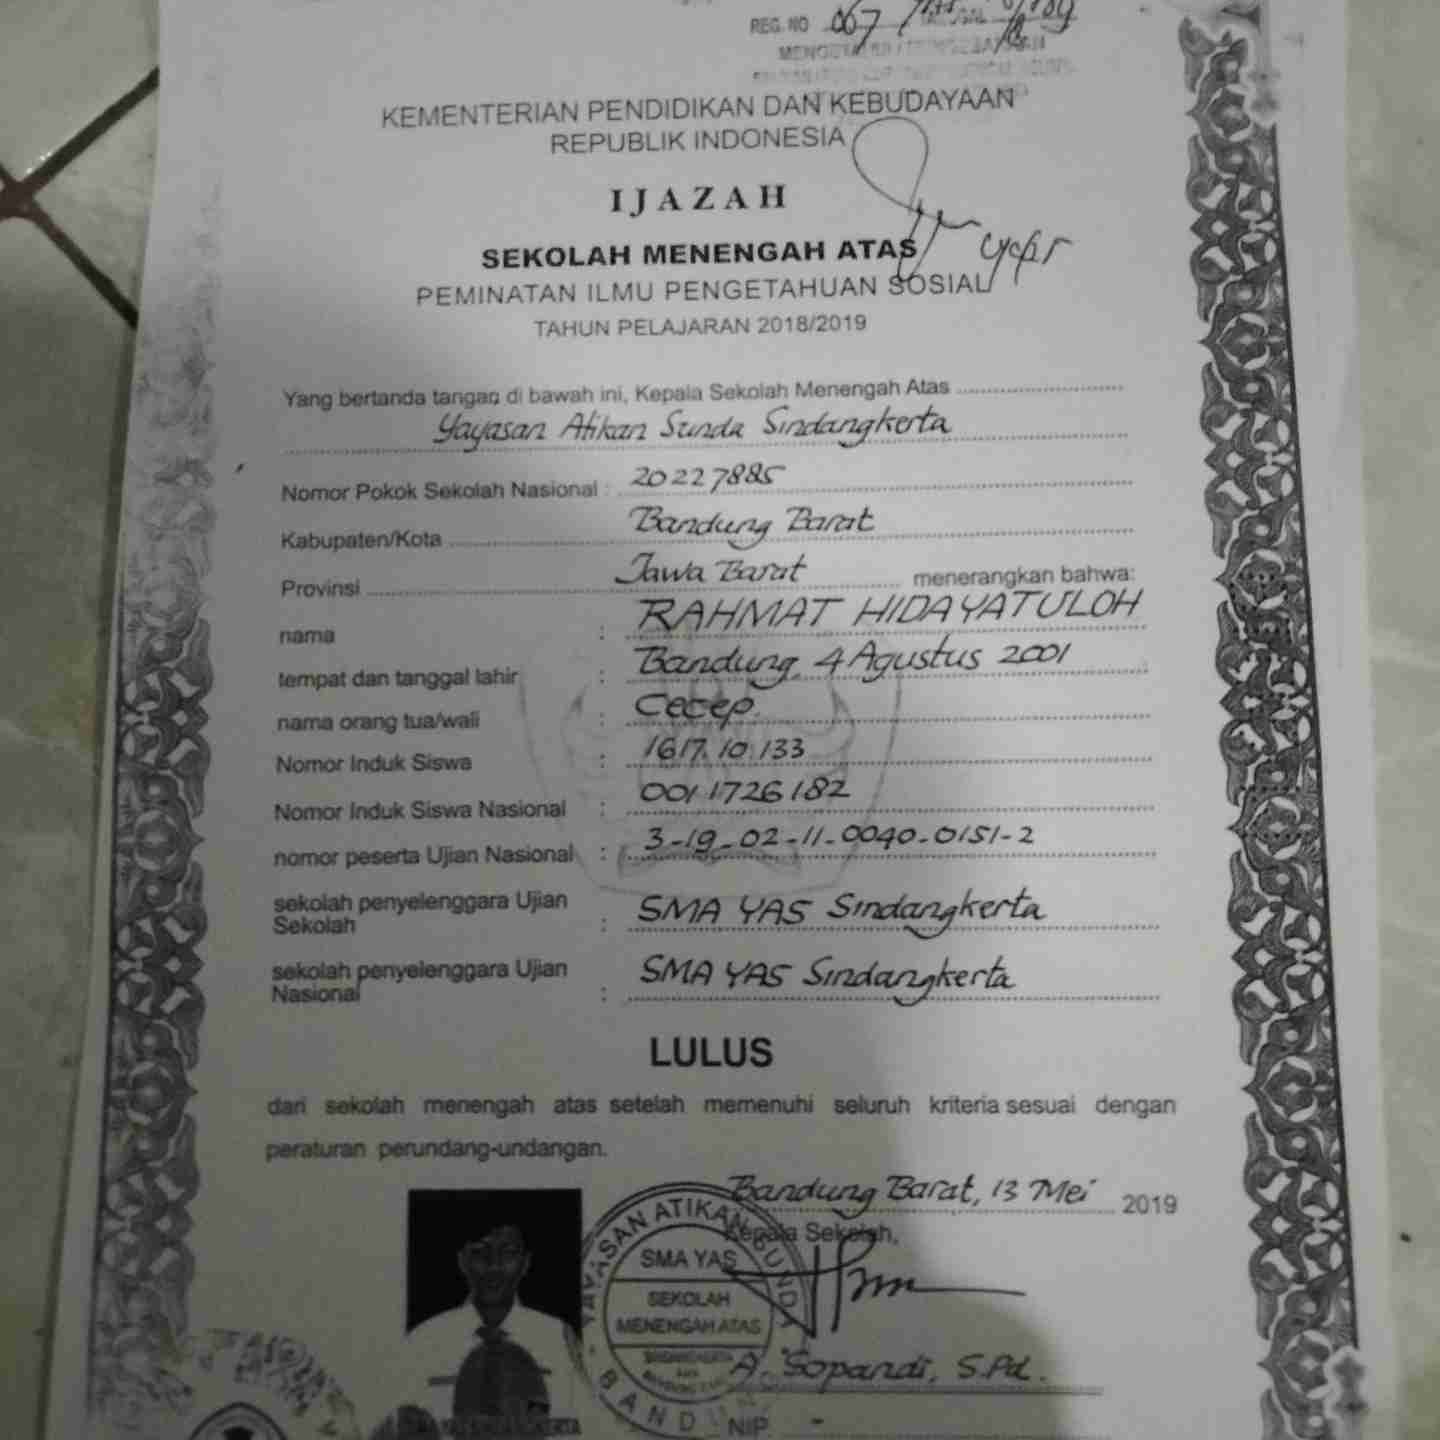 REG. NO 067
KEMENTERIAN PENDIDIKAN DAN KEBUDAYAAN
REPUBLIK INDONESIA
IJAZAH
SEKOLAH MENENGAH ATAS
PEMINATAN ILMU PENGETAHUAN SOSIAL
TAHUN PELAJARAN 2018/2019
Yang bertanda tangan di bawah ini, Kepala Sekolah Menengah Atas
Yayasan Atikan Sunda Sindangkerta
Nomor Pokok Sekolah Nasional : 20227885
Kabupaten/Kota Bandung Barat
Provinsi Jawa Barat menerangkan bahwa:
nama : RAHMAT HIDAYATULOH
tempat dan tanggal lahir : Bandung, 4 Agustus 2001
nama orang tua/wali : Cecep.
Nomor Induk Siswa : 1617.10.133
Nomor Induk Siswa Nasional : 0011726182
nomor peserta Ujian Nasional : 3-19-02-11-0040-0151-2
sekolah penyelenggara Ujian
Sekolah : SMA YAS Sindangkerta
sekolah penyelenggara Ujian
Nasional : SMA YAS Sindangkerta
LULUS
dari sekolah menengah atas setelah memenuhi seluruh kriteria sesuai dengan
peraturan perundang-undangan.
Bandung Barat, 13 Mei 2019
Kepala Sekolah,
YAYASAN ATIKAN SUNDA
SMA YAS
SEKOLAH
MENENGAH ATAS
A. Sopandi, S.Pd.
NIP. -